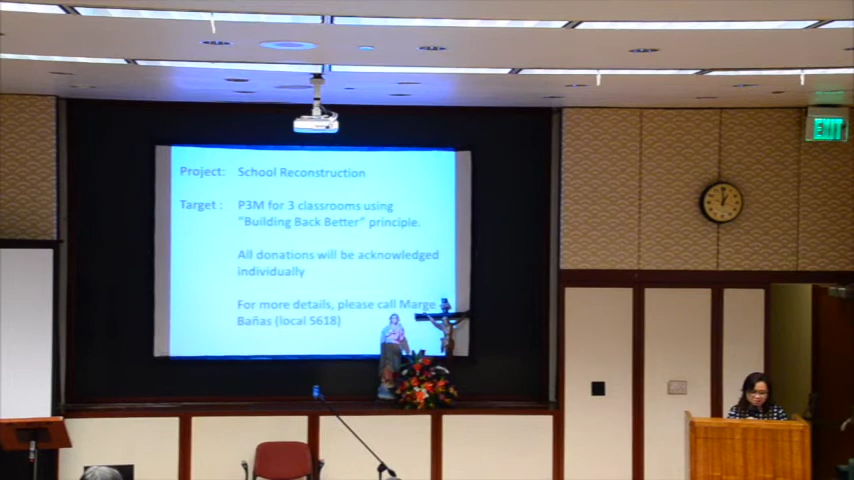 Project: School Reconstruction
Target : P3M for 3 classrooms using
"Building Back Better" principle.
All donations will be acknowledged
individually
For more details, please call Marge
Bañas (local 5618)
EXIT